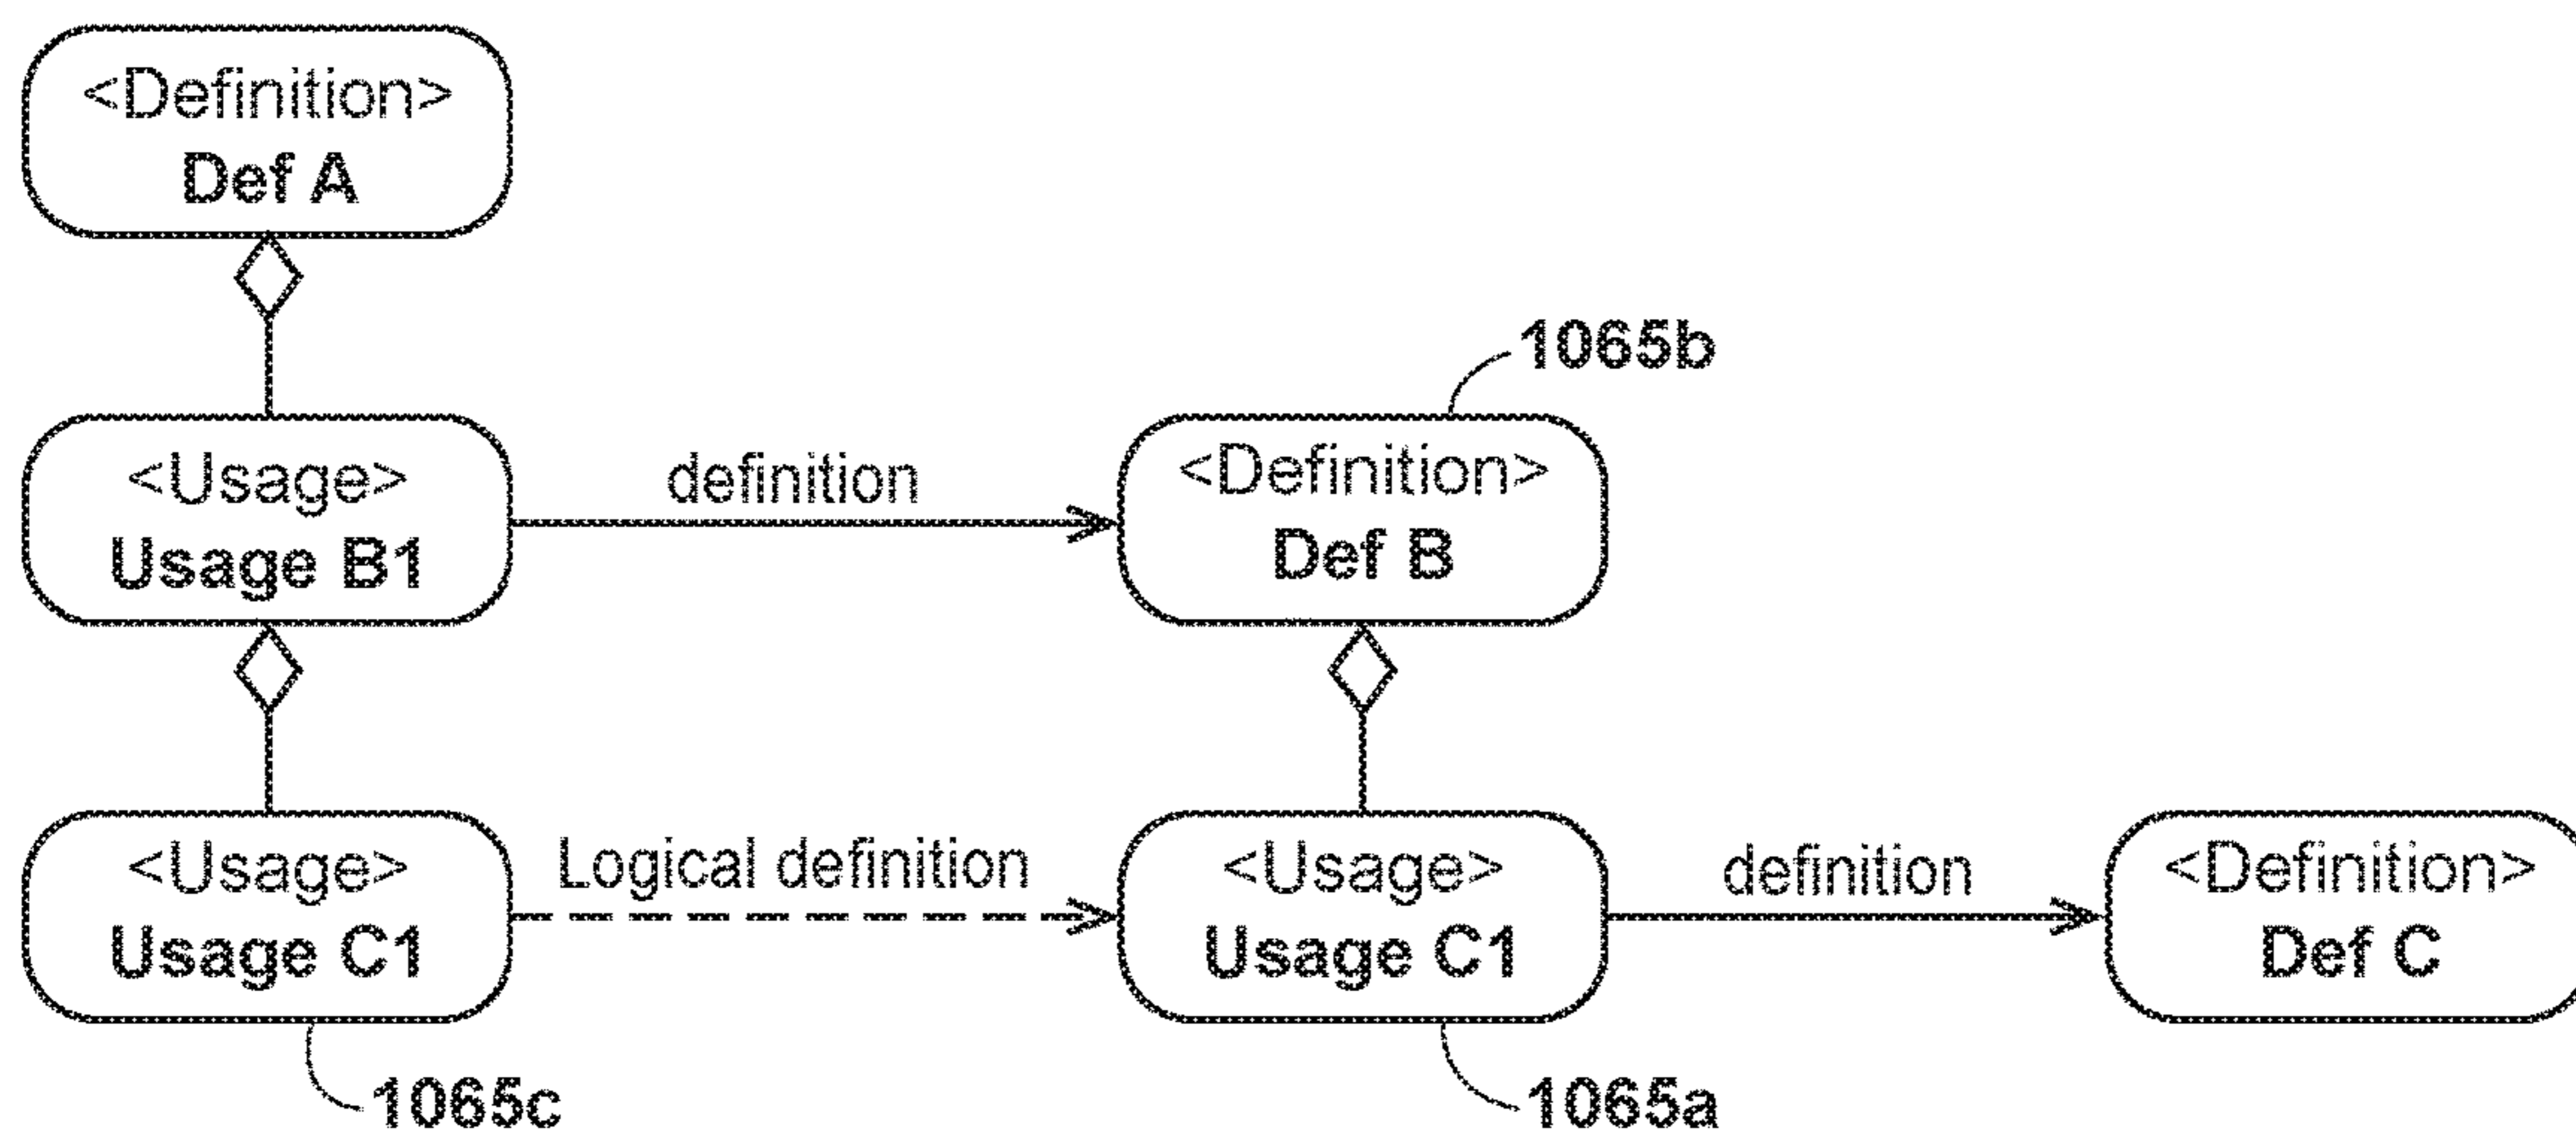 <Definition>
Def A
1065b
<Usage>
Usage B1
definition
<Definition>
Def B
<Usage>
Usage C1
Logical definition
<Usage>
Usage C1
definition
<Definition>
Def C
1065c
1065a